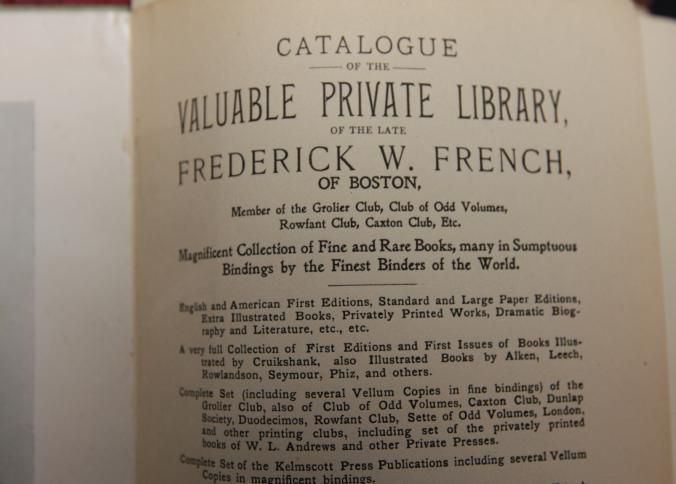 CATALOGUE
OF THE
VALUABLE PRIVATE LIBRARY,
OF THE LATE
FREDERICK W. FRENCH,
OF BOSTON,
Member of the Grolier Club, Club of Odd Volumes,
Rowfant Club, Caxton Club, Etc.
Magnificent Collection of Fine and Rare Books, many in Sumptuous
Bindings by the Finest Binders of the World.
English and American First Editions, Standard and Large Paper Editions,
Extra Illustrated Books, Privately Printed Works, Dramatic Biog-
raphy and Literature, etc., etc.
A very full Collection of First Editions and First Issues of Books Illus-
trated by Cruikshank, also Illustrated Books by Alken, Leech,
Rowlandson, Seymour, Phiz, and others.
Complete Set (including several Vellum Copies in fine bindings) of the
Grolier Club, also of Club of Odd Volumes, Caxton Club, Dunlap
Society, Duodecimos, Rowfant Club, Sette of Odd Volumes, London,
and other printing clubs, including set of the privately printed
books of W. L. Andrews and other Private Presses.
Complete Set of the Kelmscott Press Publications including several Vellum
Copies in magnificent bindings.